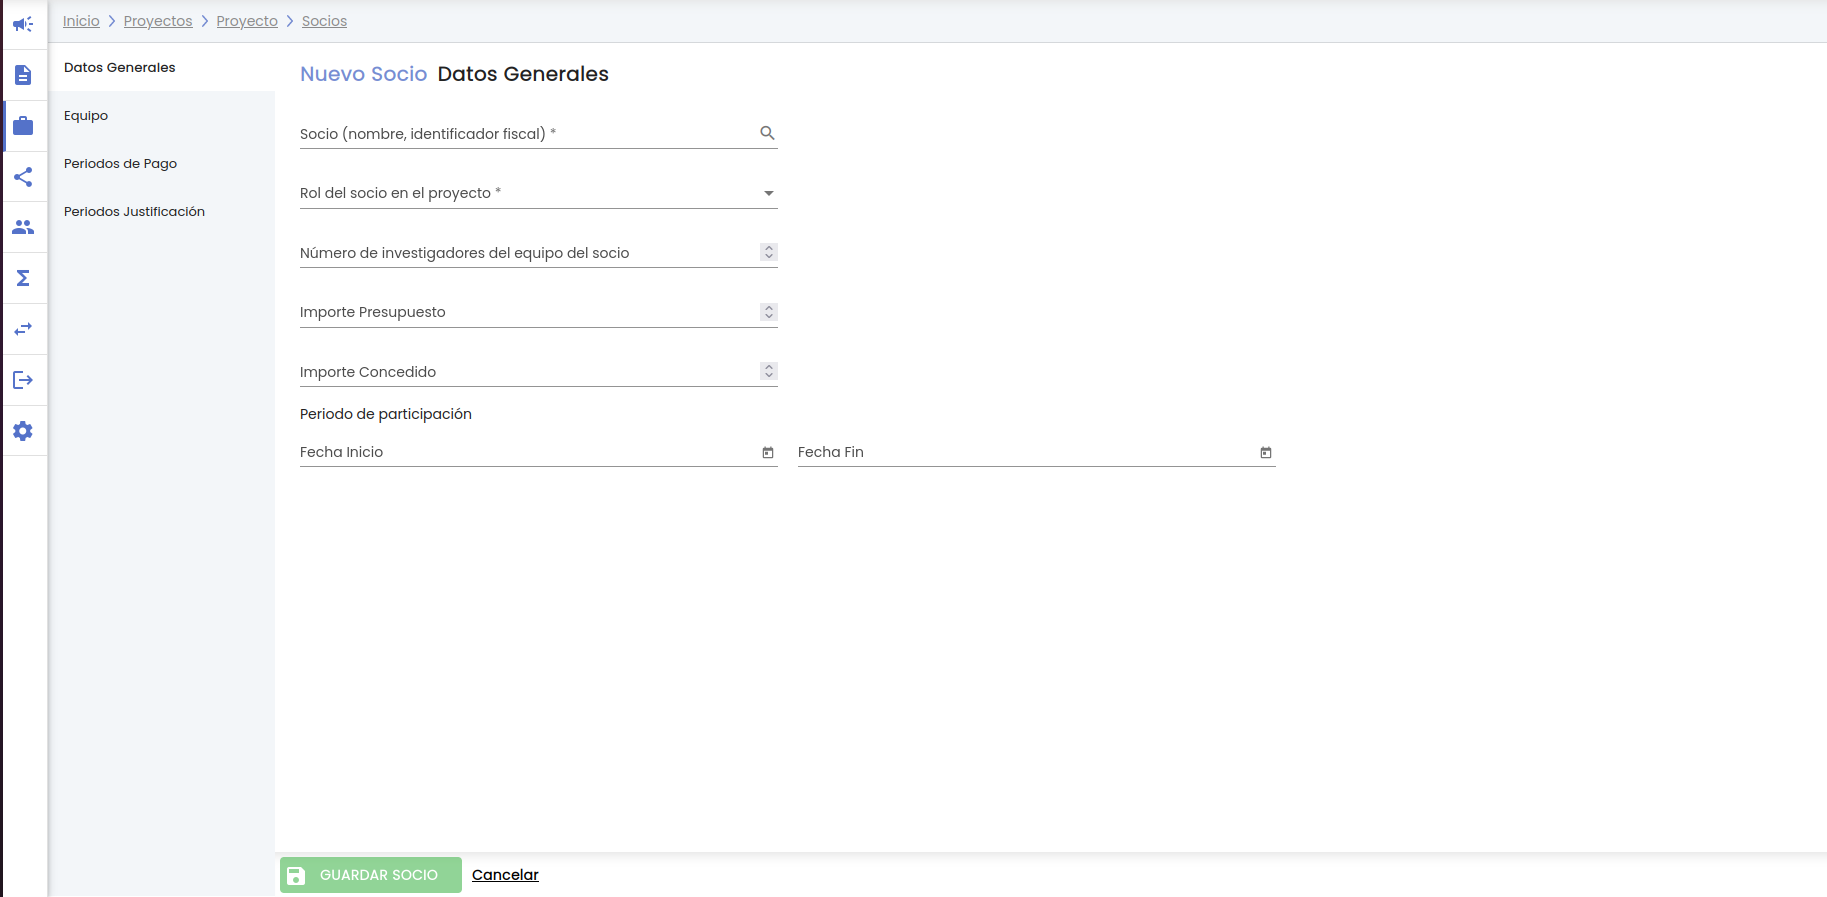 Inicio > Proyectos > Proyecto > Socios
Datos Generales
Equipo
Periodos de Pago
Periodos Justificación
Nuevo Socio Datos Generales
Socio (nombre, identificador fiscal) *
Rol del socio en el proyecto *
Número de investigadores del equipo del socio
Importe Presupuesto
Importe Concedido
Periodo de participación
Fecha Inicio Fecha Fin
GUARDAR SOCIO Cancelar